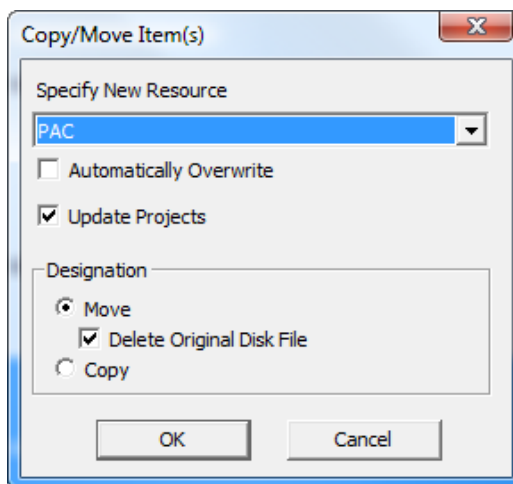 Copy/Move Item(s)
Specify New Resource
PAC
Automatically Overwrite
Update Projects
Designation
Move
Delete Original Disk File
Copy
OK Cancel